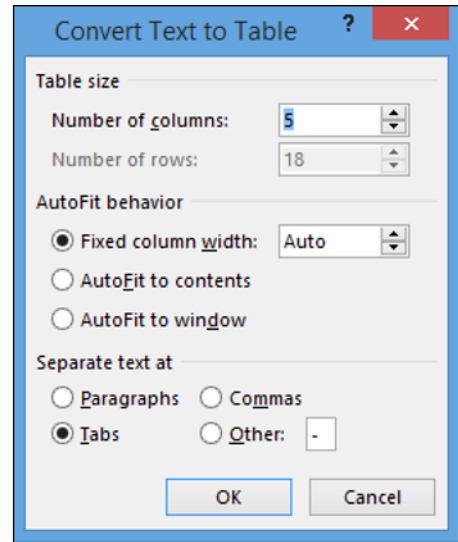 Convert Text to Table ? ×
Table size
Number of columns: 5
Number of rows: 18
AutoFit behavior
Fixed column width: Auto
AutoFit to contents
AutoFit to window
Separate text at
Paragraphs Commas
Tabs Other: -
OK Cancel